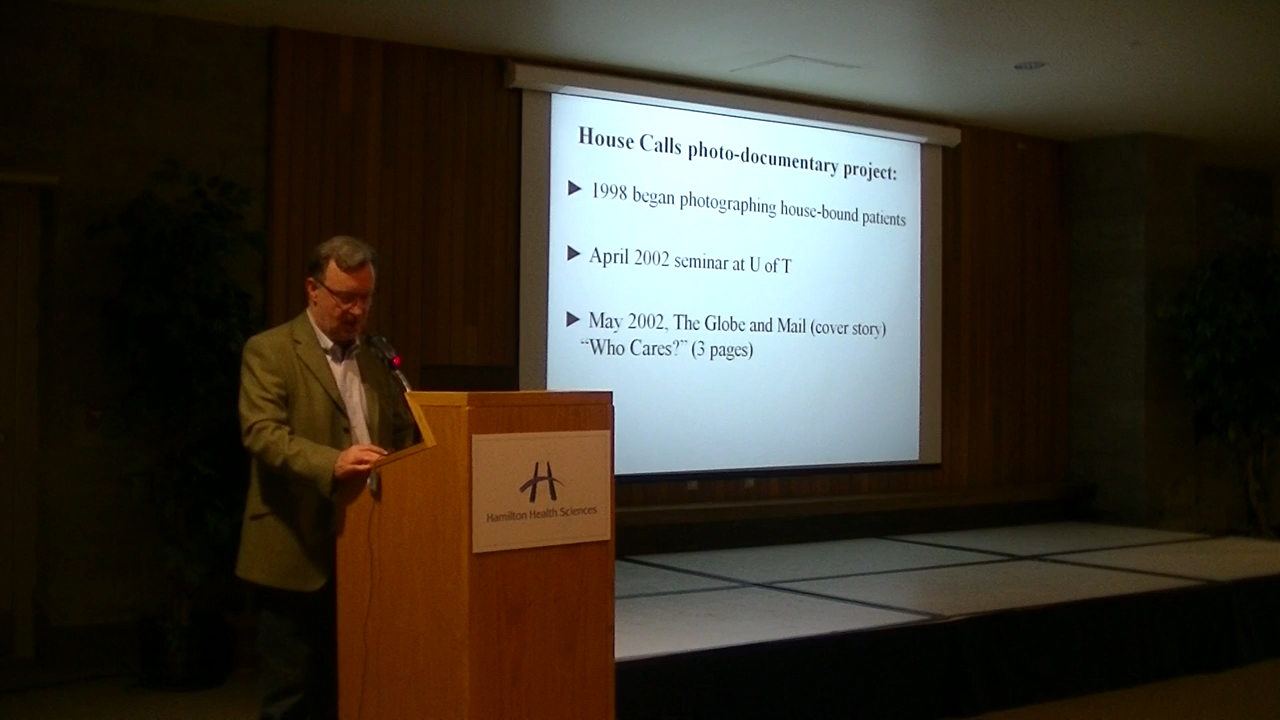 House Calls photo-documentary project:
► 1998 began photographing house-bound patients
► April 2002 seminar at U of T
► May 2002, The Globe and Mail (cover story)
“Who Cares?” (3 pages)
Hamilton Health Sciences